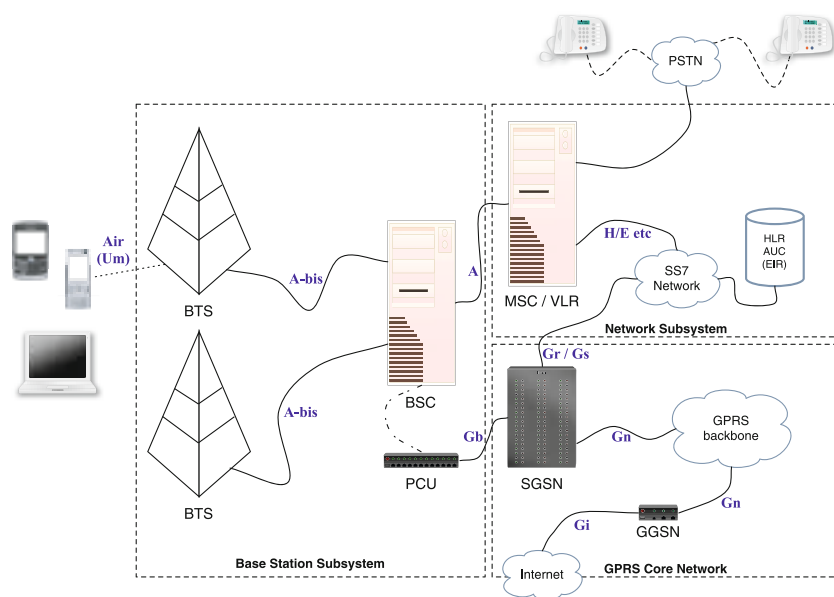 PSTN
Air
(Um)
BTS
A-bis
A
H/E etc
MSC / VLR
SS7
Network
HLR
AUC
(EIR)
Network Subsystem
BTS
A-bis
BSC
PCU
Gb
Base Station Subsystem
Gr / Gs
SGSN
Gn
GPRS
backbone
Gn
GGSN
Gi
Internet
GPRS Core Network